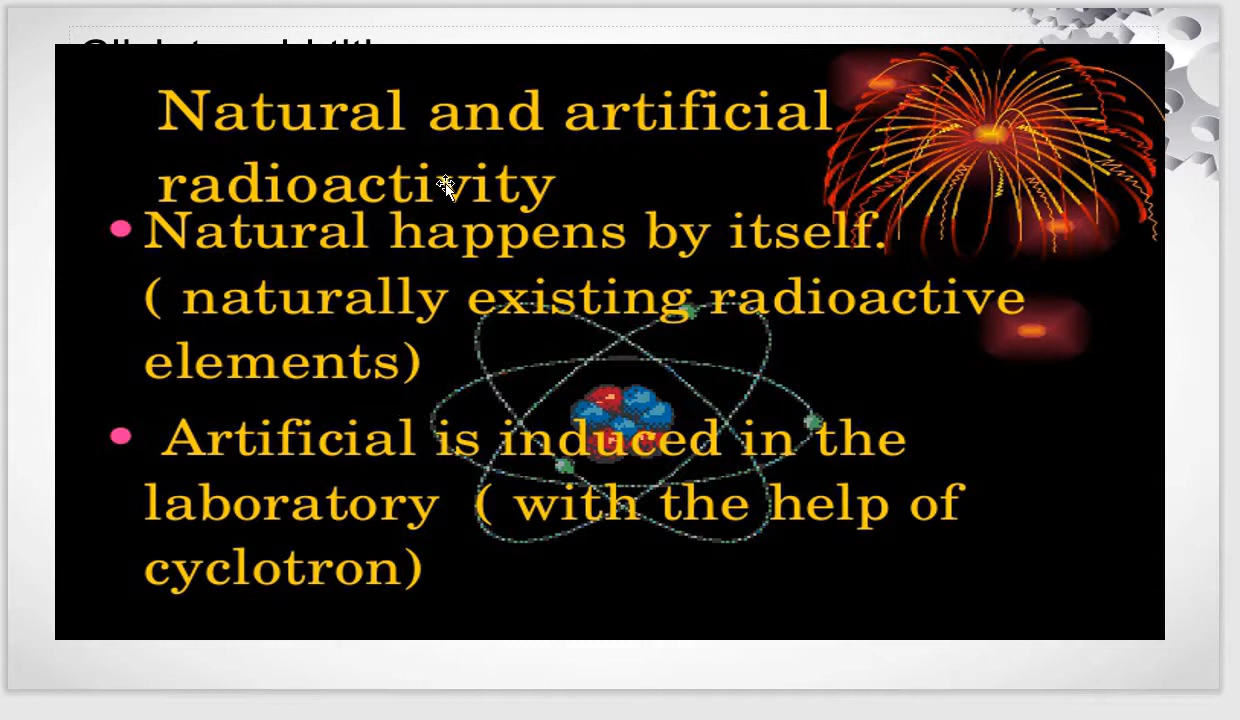 Natural and artificial
radioactivity
• Natural happens by itself.
( naturally existing radioactive
elements)
• Artificial is induced in the
laboratory ( with the help of
cyclotron)